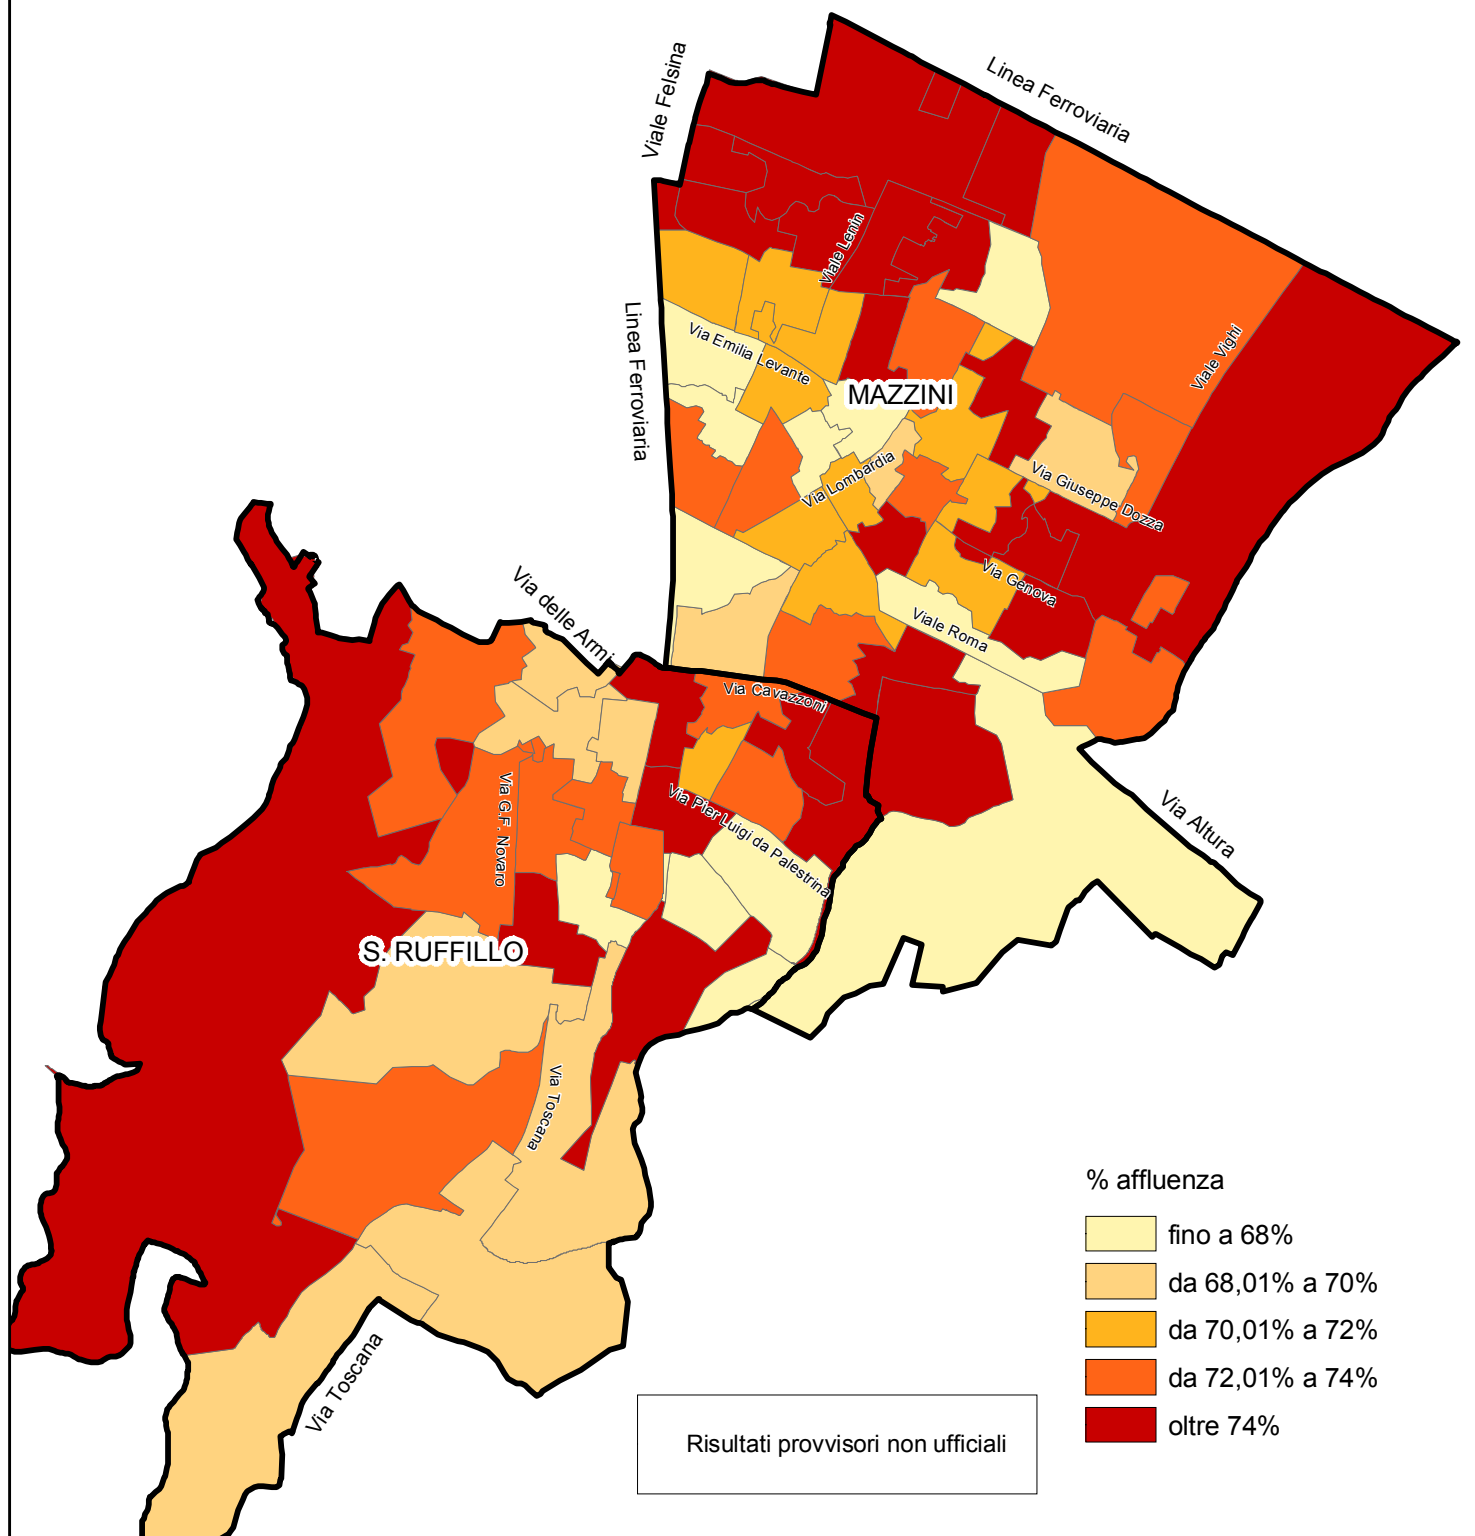 Linea Ferroviaria
Viale Felsina
Viale Lenin
Linea Ferroviaria
Via Emilia Levante
Viale Vighi
MAZZINI
Via Lombardia
Via Giuseppe Dozza
Via Genova
Via delle Armi
Viale Roma
Via Cavazzoni
Via G.F. Novaro
Via Pier Luigi da Palestrina
Via Altura
S. RUFFILLO
Via Toscana
Via Toscana
% affluenza
fino a 68%
da 68,01% a 70%
da 70,01% a 72%
da 72,01% a 74%
oltre 74%
Risultati provvisori non ufficiali